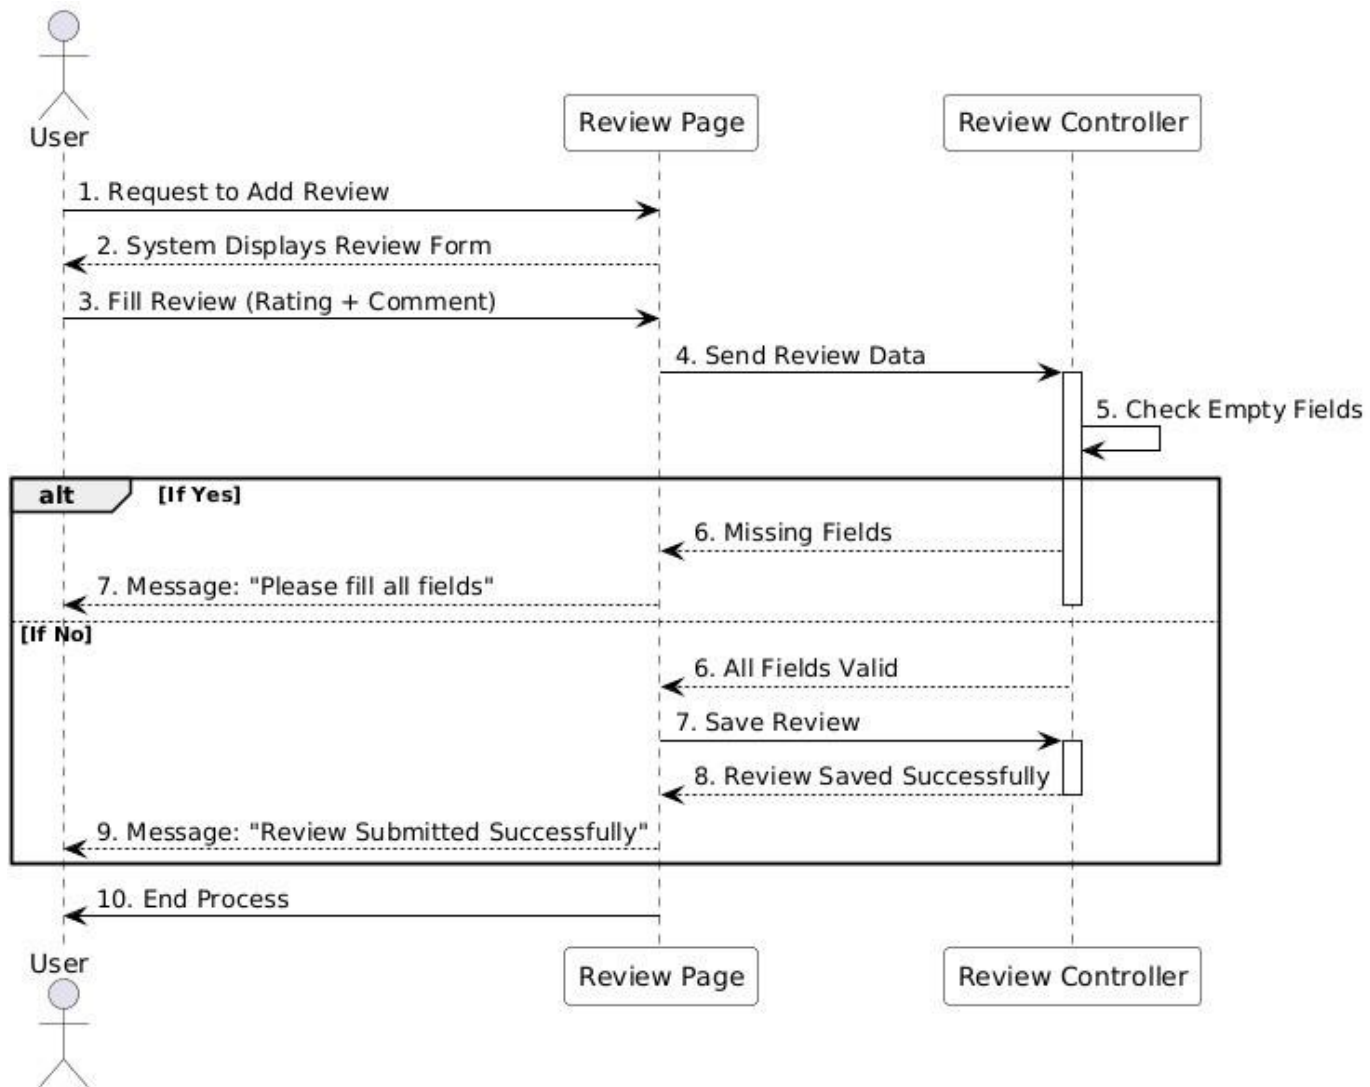 User
Review Page
Review Controller
1. Request to Add Review
2. System Displays Review Form
3. Fill Review (Rating + Comment)
4. Send Review Data
5. Check Empty Fields
alt
[If Yes]
6. Missing Fields
7. Message: "Please fill all fields"
[If No]
6. All Fields Valid
7. Save Review
8. Review Saved Successfully
9. Message: "Review Submitted Successfully"
10. End Process
User
Review Page
Review Controller